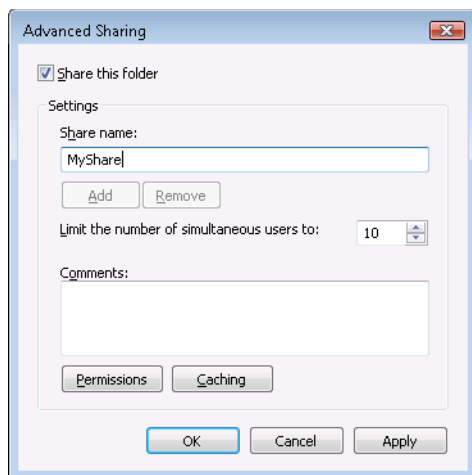 Advanced Sharing
Share this folder
Settings
Share name:
MyShare
Add Remove
Limit the number of simultaneous users to: 10
Comments:
Permissions Caching
OK Cancel Apply